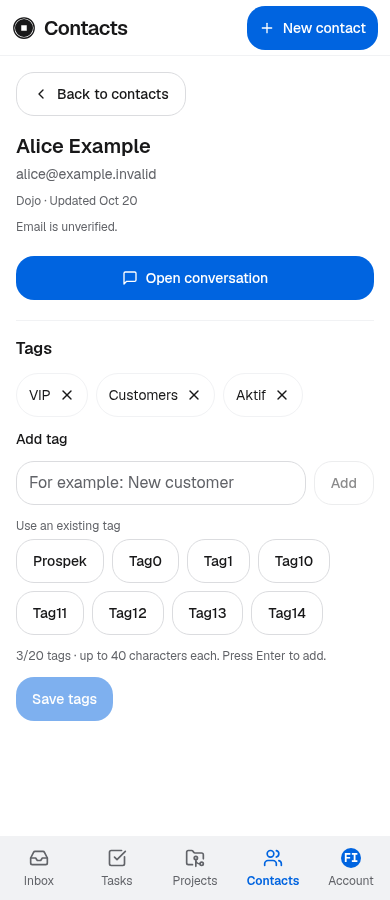 Contacts
New contact
Back to contacts
Alice Example
alice@example.invalid
Dojo · Updated Oct 20
Email is unverified.
Open conversation
Tags
VIP Customers Aktif
Add tag
For example: New customer Add
Use an existing tag
Prospek Tag0 Tag1 Tag10
Tag11 Tag12 Tag13 Tag14
3/20 tags · up to 40 characters each. Press Enter to add.
Save tags
FI
Inbox Tasks Projects Contacts Account